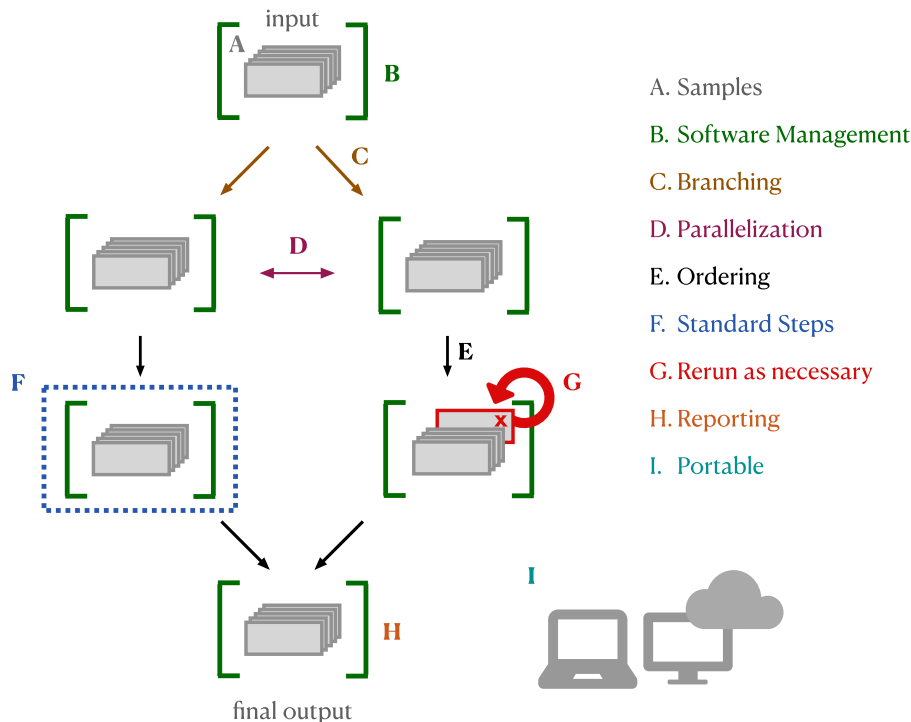 input
A
B
C
D
E
F
G
x
H
final output
I
A. Samples
B. Software Management
C. Branching
D. Parallelization
E. Ordering
F. Standard Steps
G. Rerun as necessary
H. Reporting
I. Portable